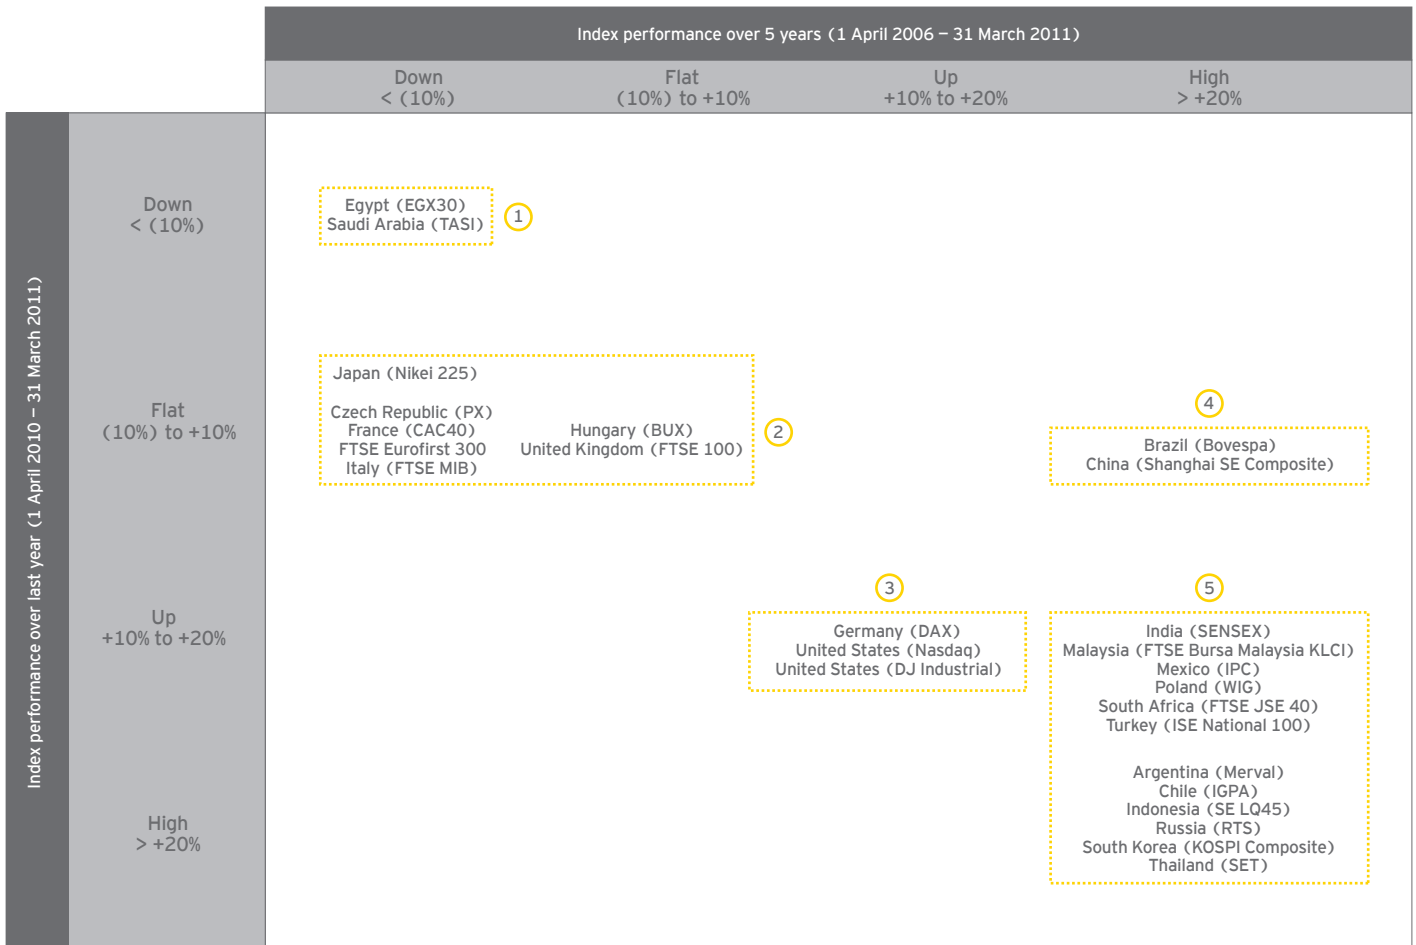 Index performance over 5 years (1 April 2006 – 31 March 2011)
Down
< (10%)
Flat
(10%) to +10%
Up
+10% to +20%
High
> +20%
Index performance over last year (1 April 2010 – 31 March 2011)
Down
< (10%)
Egypt (EGX30)
Saudi Arabia (TASI)
1
Flat
(10%) to +10%
Japan (Nikei 225)
Czech Republic (PX)
France (CAC40)
FTSE Eurofirst 300
Italy (FTSE MIB)
Hungary (BUX)
United Kingdom (FTSE 100)
2
4
Brazil (Bovespa)
China (Shanghai SE Composite)
Up
+10% to +20%
3
Germany (DAX)
United States (Nasdaq)
United States (DJ Industrial)
5
India (SENSEX)
Malaysia (FTSE Bursa Malaysia KLCI)
Mexico (IPC)
Poland (WIG)
South Africa (FTSE JSE 40)
Turkey (ISE National 100)
High
> +20%
Argentina (Merval)
Chile (IGPA)
Indonesia (SE LQ45)
Russia (RTS)
South Korea (KOSPI Composite)
Thailand (SET)